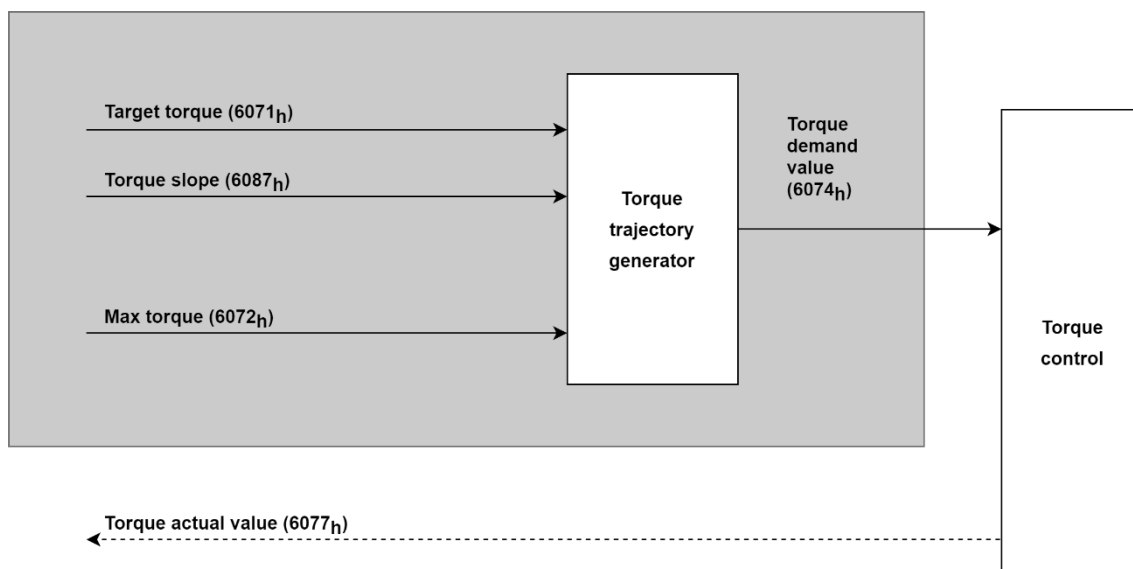 Target torque (6071h)
Torque slope (6087h)
Max torque (6072h)
Torque
trajectory
generator
Torque
demand
value
(6074h)
Torque
control
Torque actual value (6077h)